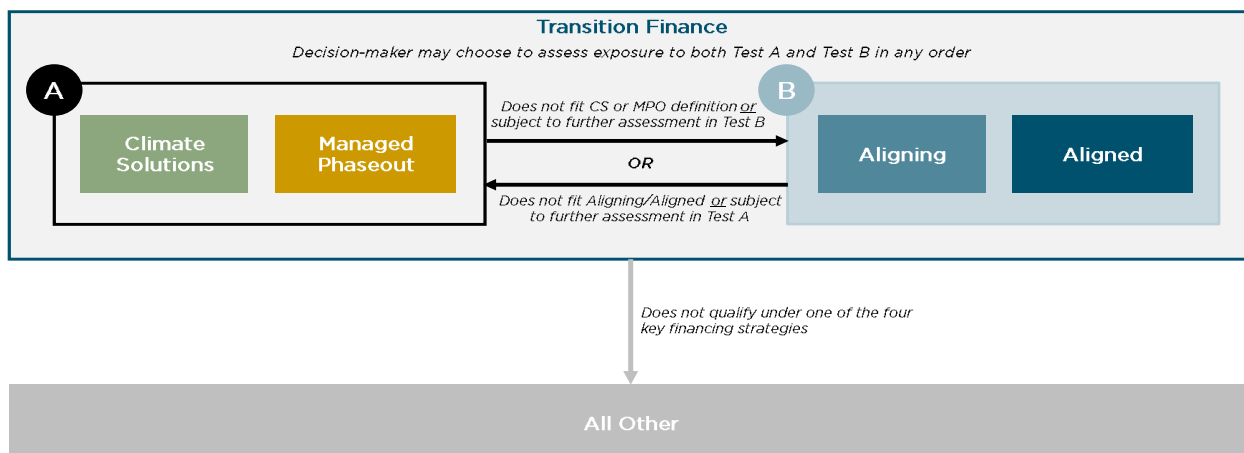 Transition Finance
Decision-maker may choose to assess exposure to both Test A and Test B in any order
A
Climate
Solutions
Managed
Phaseout
Does not fit CS or MPO definition or
subject to further assessment in Test B
OR
Does not fit Aligning/Aligned or subject
to further assessment in Test A
B
Aligning
Aligned
Does not qualify under one of the four
key financing strategies
All Other